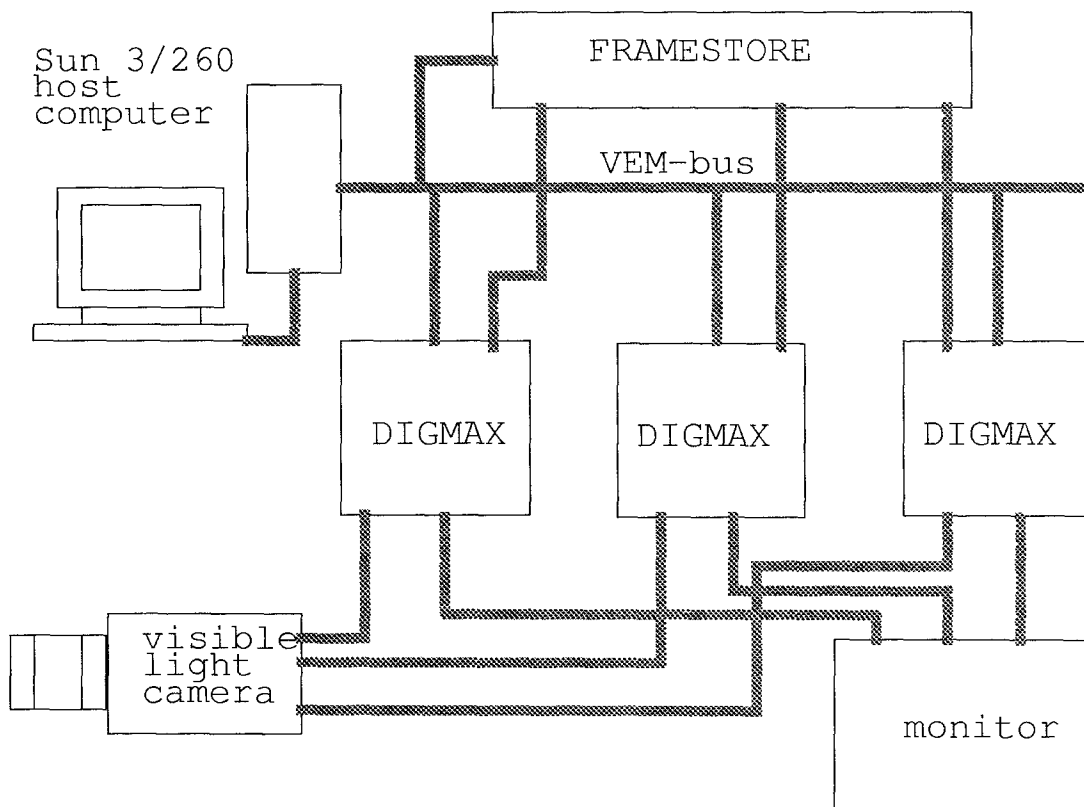 Sun 3/260
host
computer
FRAMESTORE
VEM-bus
DIGMAX
DIGMAX
DIGMAX
visible
light
camera
monitor